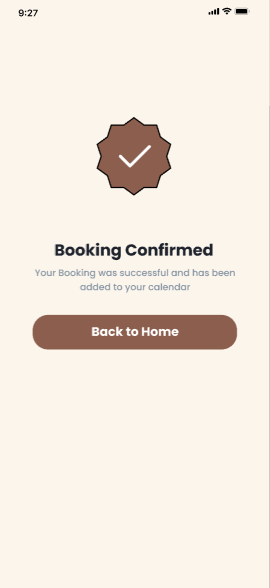 9:27
Booking Confirmed
Your Booking was successful and has been
added to your calendar
Back to Home